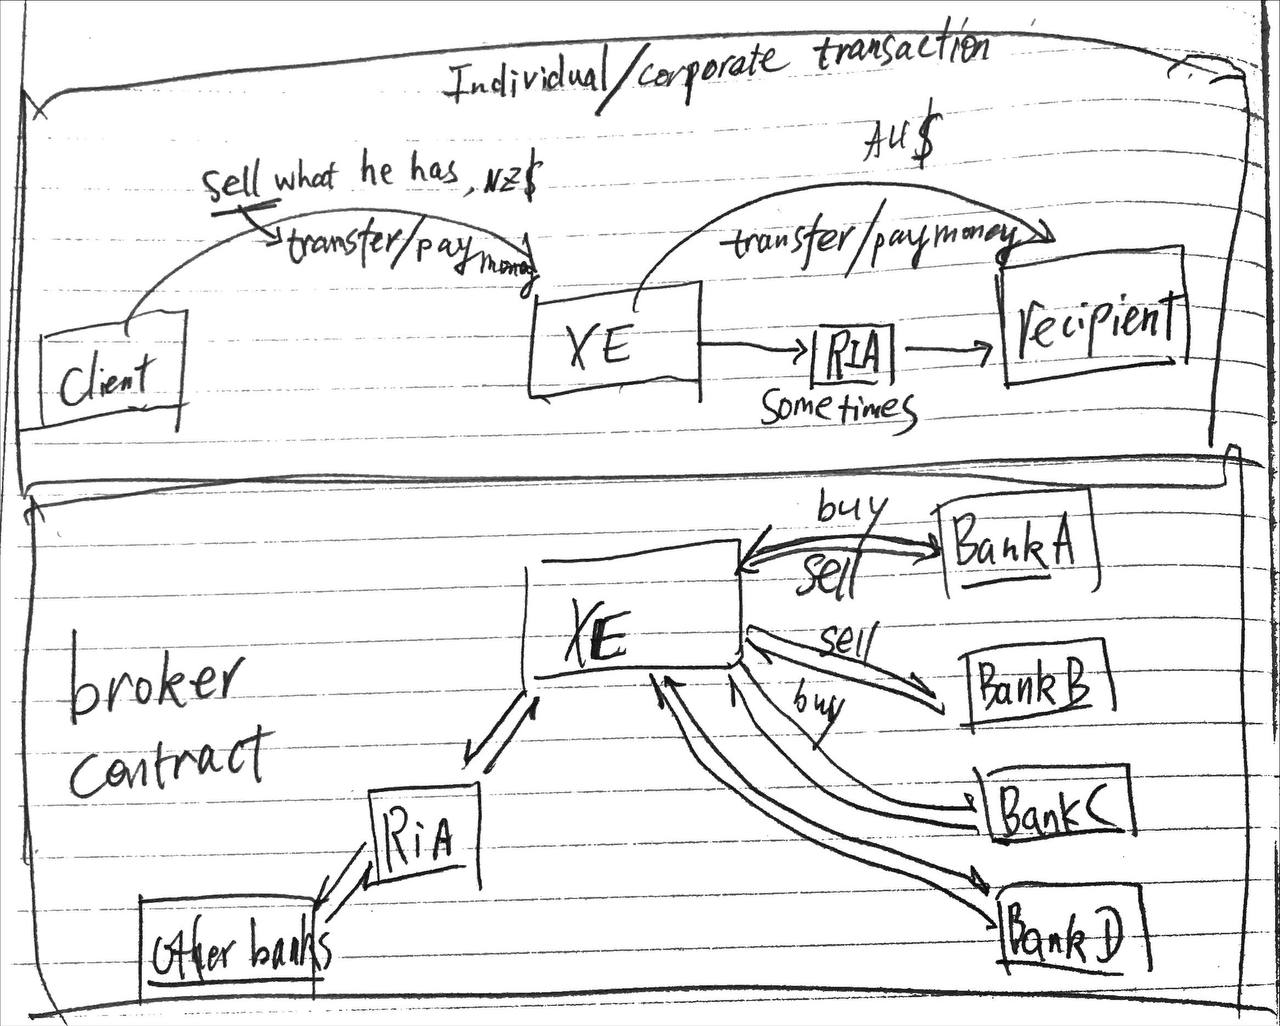 Individual/corporate transaction
AU$
sell what he has, NZ$
transfer/pay money
transfer/pay money
Client
XE
RIA
recipient
Sometimes
buy
sell
Bank A
XE
sell
Bank B
broker
contract
buy
Bank C
RiA
Bank D
other banks